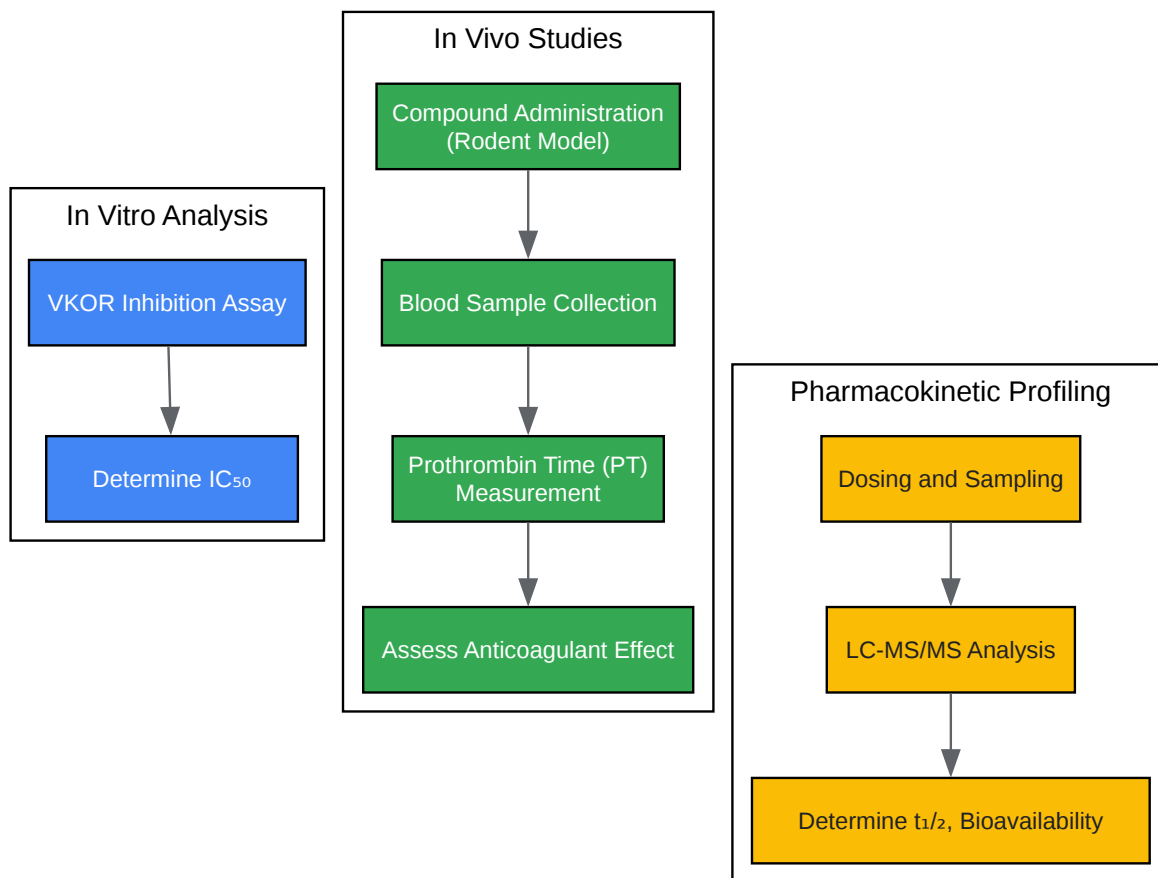 In Vivo Studies
Compound Administration
(Rodent Model)
Blood Sample Collection
Prothrombin Time (PT)
Measurement
Assess Anticoagulant Effect
In Vitro Analysis
VKOR Inhibition Assay
Determine IC₅₀
Pharmacokinetic Profiling
Dosing and Sampling
LC-MS/MS Analysis
Determine t₁/₂, Bioavailability